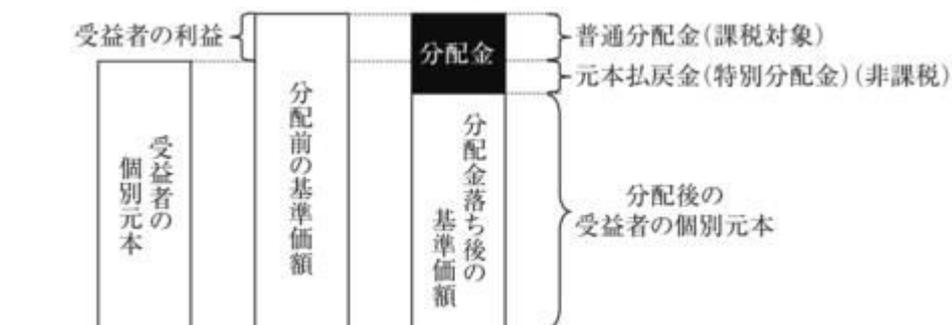 受益者の利益
受益者の
個別元本
分配前の基準価額
分配金
分配金落ち後の
基準価額
普通分配金(課税対象)
元本払戻金(特別分配金)(非課税)
分配後の
受益者の個別元本